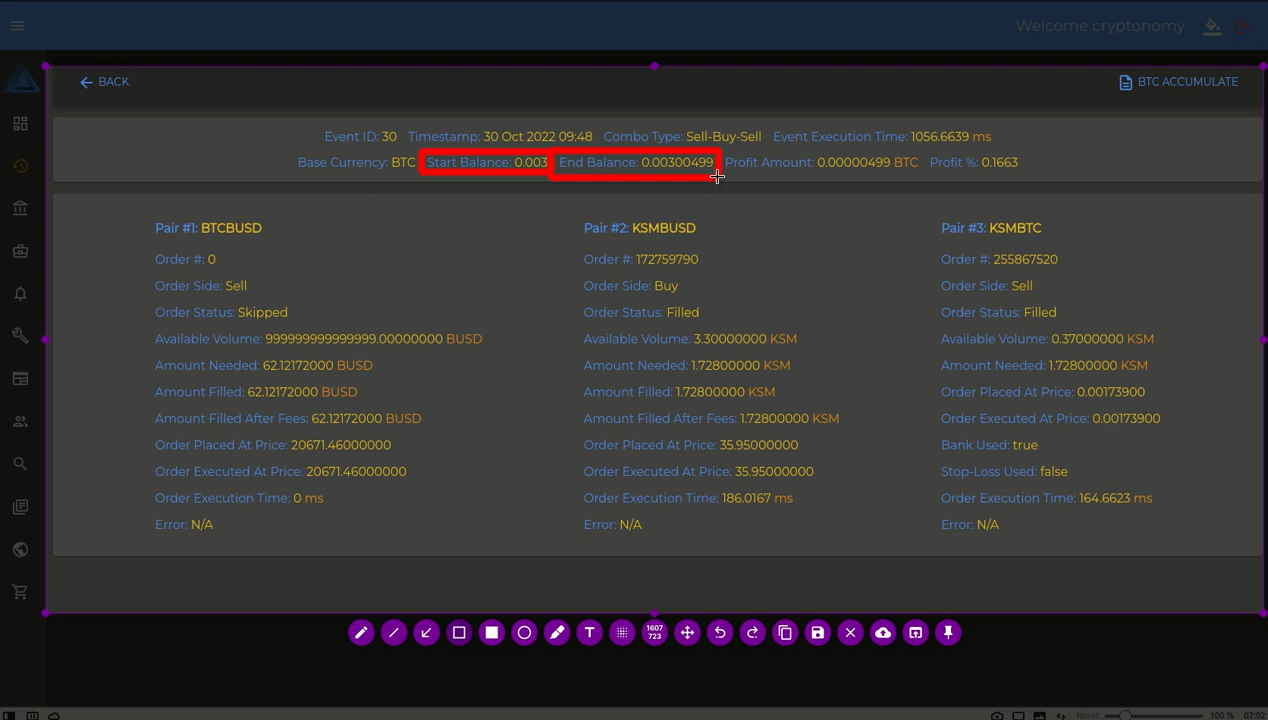 Welcome cryptonomy
BACK
BTC ACCUMULATE
Event ID: 30 Timestamp: 30 Oct 2022 09:48 Combo Type: Sell-Buy-Sell Event Execution Time: 1056.6639 ms
Base Currency: BTC Start Balance: 0.003 End Balance: 0.00300499 Profit Amount: 0.00000499 BTC Profit %: 0.1663
Pair #1: BTCBUSD
Order #: 0
Order Side: Sell
Order Status: Skipped
Available Volume: 999999999999999.00000000 BUSD
Amount Needed: 62.12172000 BUSD
Amount Filled: 62.12172000 BUSD
Amount Filled After Fees: 62.12172000 BUSD
Order Placed At Price: 20671.46000000
Order Executed At Price: 20671.46000000
Order Execution Time: 0 ms
Error: N/A
Pair #2: KSMBUSD
Order #: 172759790
Order Side: Buy
Order Status: Filled
Available Volume: 3.30000000 KSM
Amount Needed: 1.72800000 KSM
Amount Filled: 1.72800000 KSM
Amount Filled After Fees: 1.72800000 KSM
Order Placed At Price: 35.95000000
Order Executed At Price: 35.95000000
Order Execution Time: 186.0167 ms
Error: N/A
Pair #3: KSMBTC
Order #: 255867520
Order Side: Sell
Order Status: Filled
Available Volume: 0.37000000 KSM
Amount Needed: 1.72800000 KSM
Order Placed At Price: 0.00173900
Order Executed At Price: 0.00173900
Bank Used: true
Stop-Loss Used: false
Order Execution Time: 164.6623 ms
Error: N/A
T
1607
723
Reset
100 %
07:02